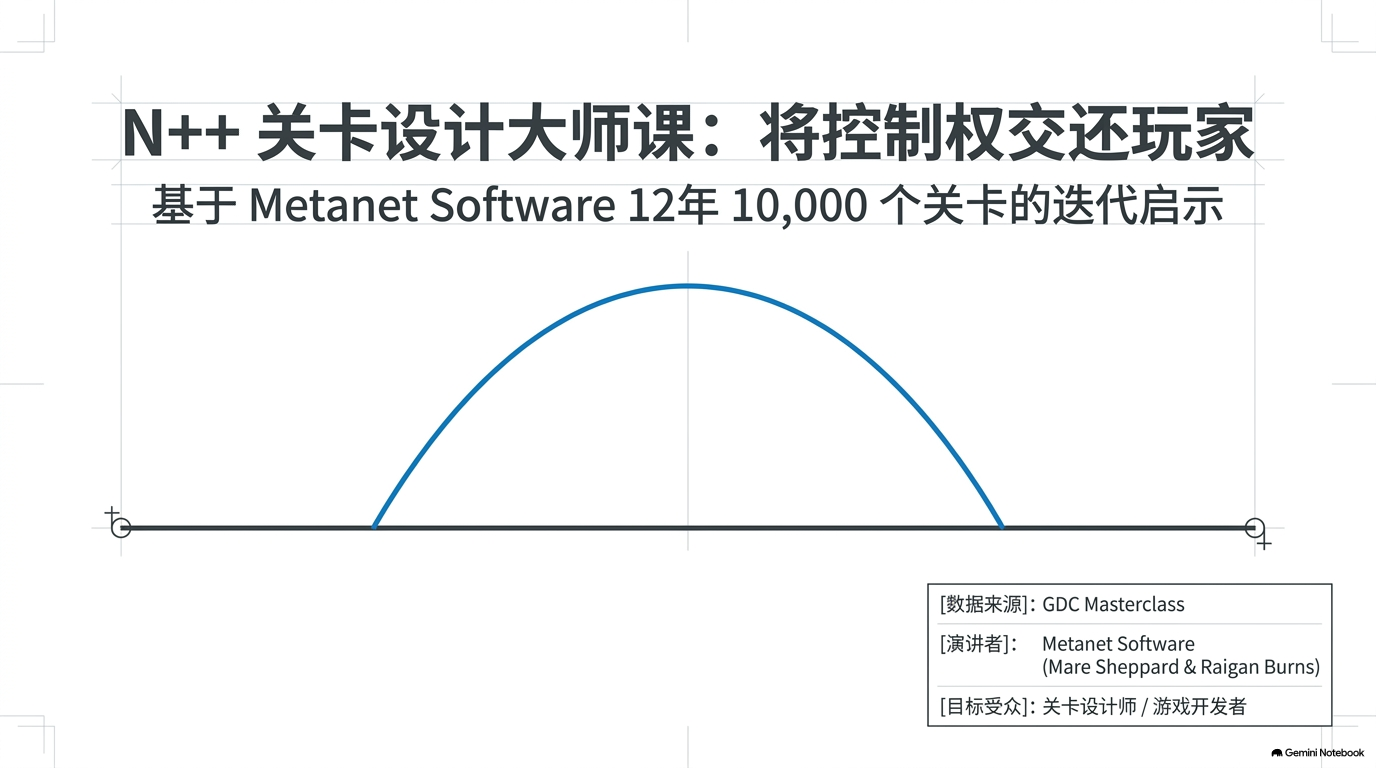 N++ 关卡设计大师课：将控制权交还玩家
基于 Metanet Software 12年 10,000 个关卡的迭代启示
[数据来源]：GDC Masterclass
[演讲者]： Metanet Software
(Mare Sheppard & Raigan Burns)
[目标受众]：关卡设计师 / 游戏开发者
Gemini Notebook